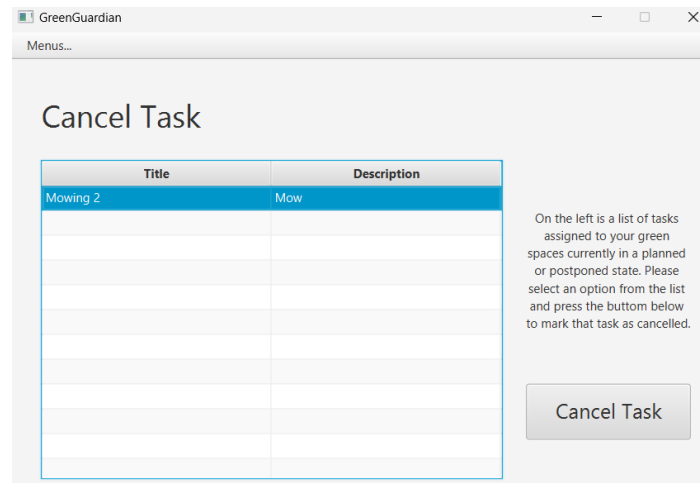 GreenGuardian
Menus...
Cancel Task
Title Description
Mowing 2 Mow
On the left is a list of tasks
assigned to your green
spaces currently in a planned
or postponed state. Please
select an option from the list
and press the buttom below
to mark that task as cancelled.
Cancel Task